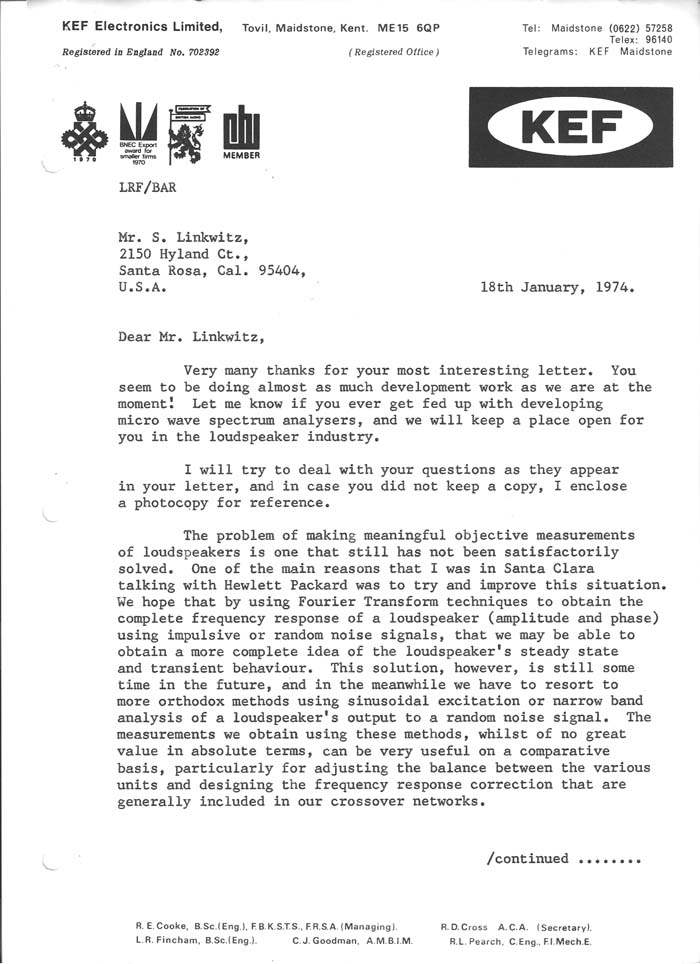 KEF Electronics Limited, Tovil, Maidstone, Kent. ME15 6QP
Tel: Maidstone (0622) 57258
Telex: 96140
Registered in England No. 702392
(Registered Office)
Telegrams: KEF Maidstone
1970
BNEC Export
award for
smaller firms
1970
FEDERATION OF
BRITISH AUDIO
MEMBER
KEF
LRF/BAR
Mr. S. Linkwitz,
2150 Hyland Ct.,
Santa Rosa, Cal. 95404,
U.S.A.
18th January, 1974.
Dear Mr. Linkwitz,
Very many thanks for your most interesting letter. You
seem to be doing almost as much development work as we are at the
moment! Let me know if you ever get fed up with developing
micro wave spectrum analysers, and we will keep a place open for
you in the loudspeaker industry.
I will try to deal with your questions as they appear
in your letter, and in case you did not keep a copy, I enclose
a photocopy for reference.
The problem of making meaningful objective measurements
of loudspeakers is one that still has not been satisfactorily
solved. One of the main reasons that I was in Santa Clara
talking with Hewlett Packard was to try and improve this situation.
We hope that by using Fourier Transform techniques to obtain the
complete frequency response of a loudspeaker (amplitude and phase)
using impulsive or random noise signals, that we may be able to
obtain a more complete idea of the loudspeaker's steady state
and transient behaviour. This solution, however, is still some
time in the future, and in the meanwhile we have to resort to
more orthodox methods using sinusoidal excitation or narrow band
analysis of a loudspeaker's output to a random noise signal. The
measurements we obtain using these methods, whilst of no great
value in absolute terms, can be very useful on a comparative
basis, particularly for adjusting the balance between the various
units and designing the frequency response correction that are
generally included in our crossover networks.
/continued ........
R. E. Cooke, B.Sc.(Eng.), F.B.K.S.T.S., F.R.S.A. (Managing).
R.D. Cross A.C.A. (Secretary).
L.R. Fincham, B.Sc.(Eng.).
C.J. Goodman, A.M.B.I.M.
R.L. Pearch, C.Eng., F.I.Mech.E.